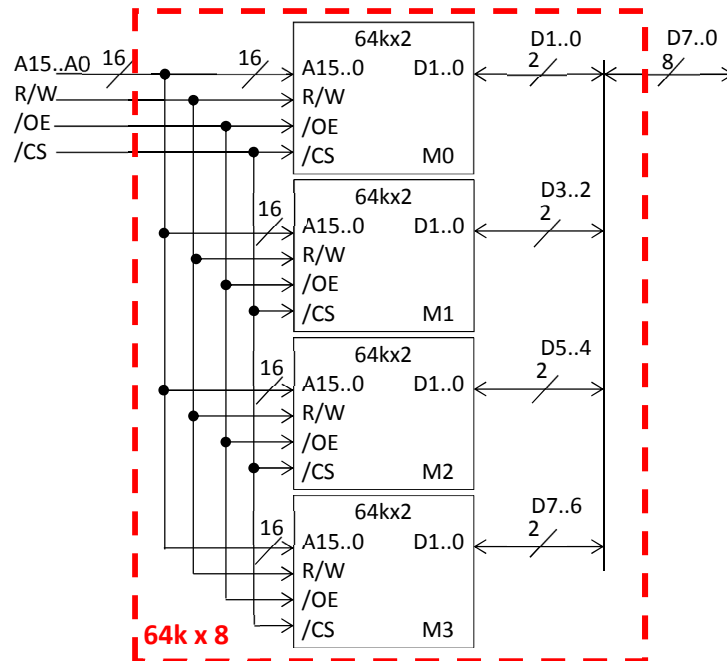 64kx2
D1..0
D7..0
A15..A0
16
16
A15..0
D1..0
2
8
R/W
R/W
/OE
/OE
/CS
/CS
M0
64kx2
D3..2
16
A15..0
D1..0
2
R/W
/OE
/CS
M1
64kx2
D5..4
16
A15..0
D1..0
2
R/W
/OE
/CS
M2
64kx2
D7..6
16
A15..0
D1..0
2
R/W
/OE
/CS
M3
64k x 8